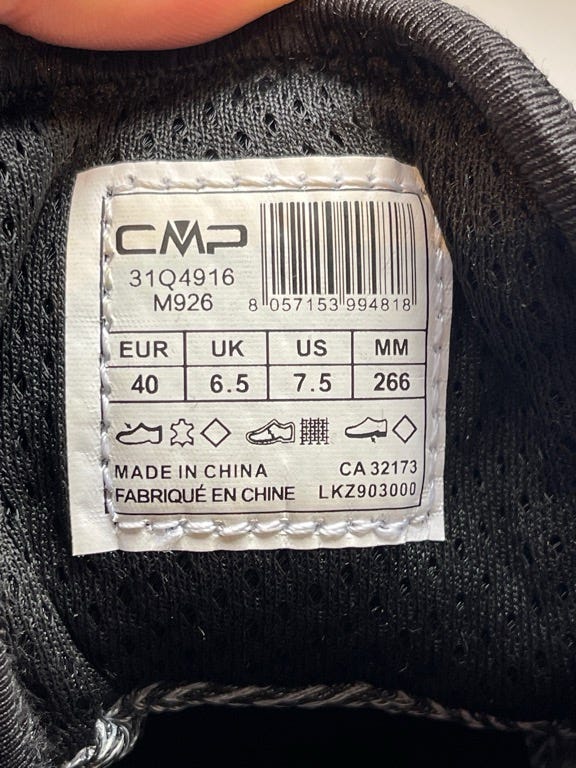 CMP
31Q4916
M926
8 057153 994818
EUR UK US MM
40 6.5 7.5 266
MADE IN CHINA CA 32173
FABRIQUÉ EN CHINE LKZ903000